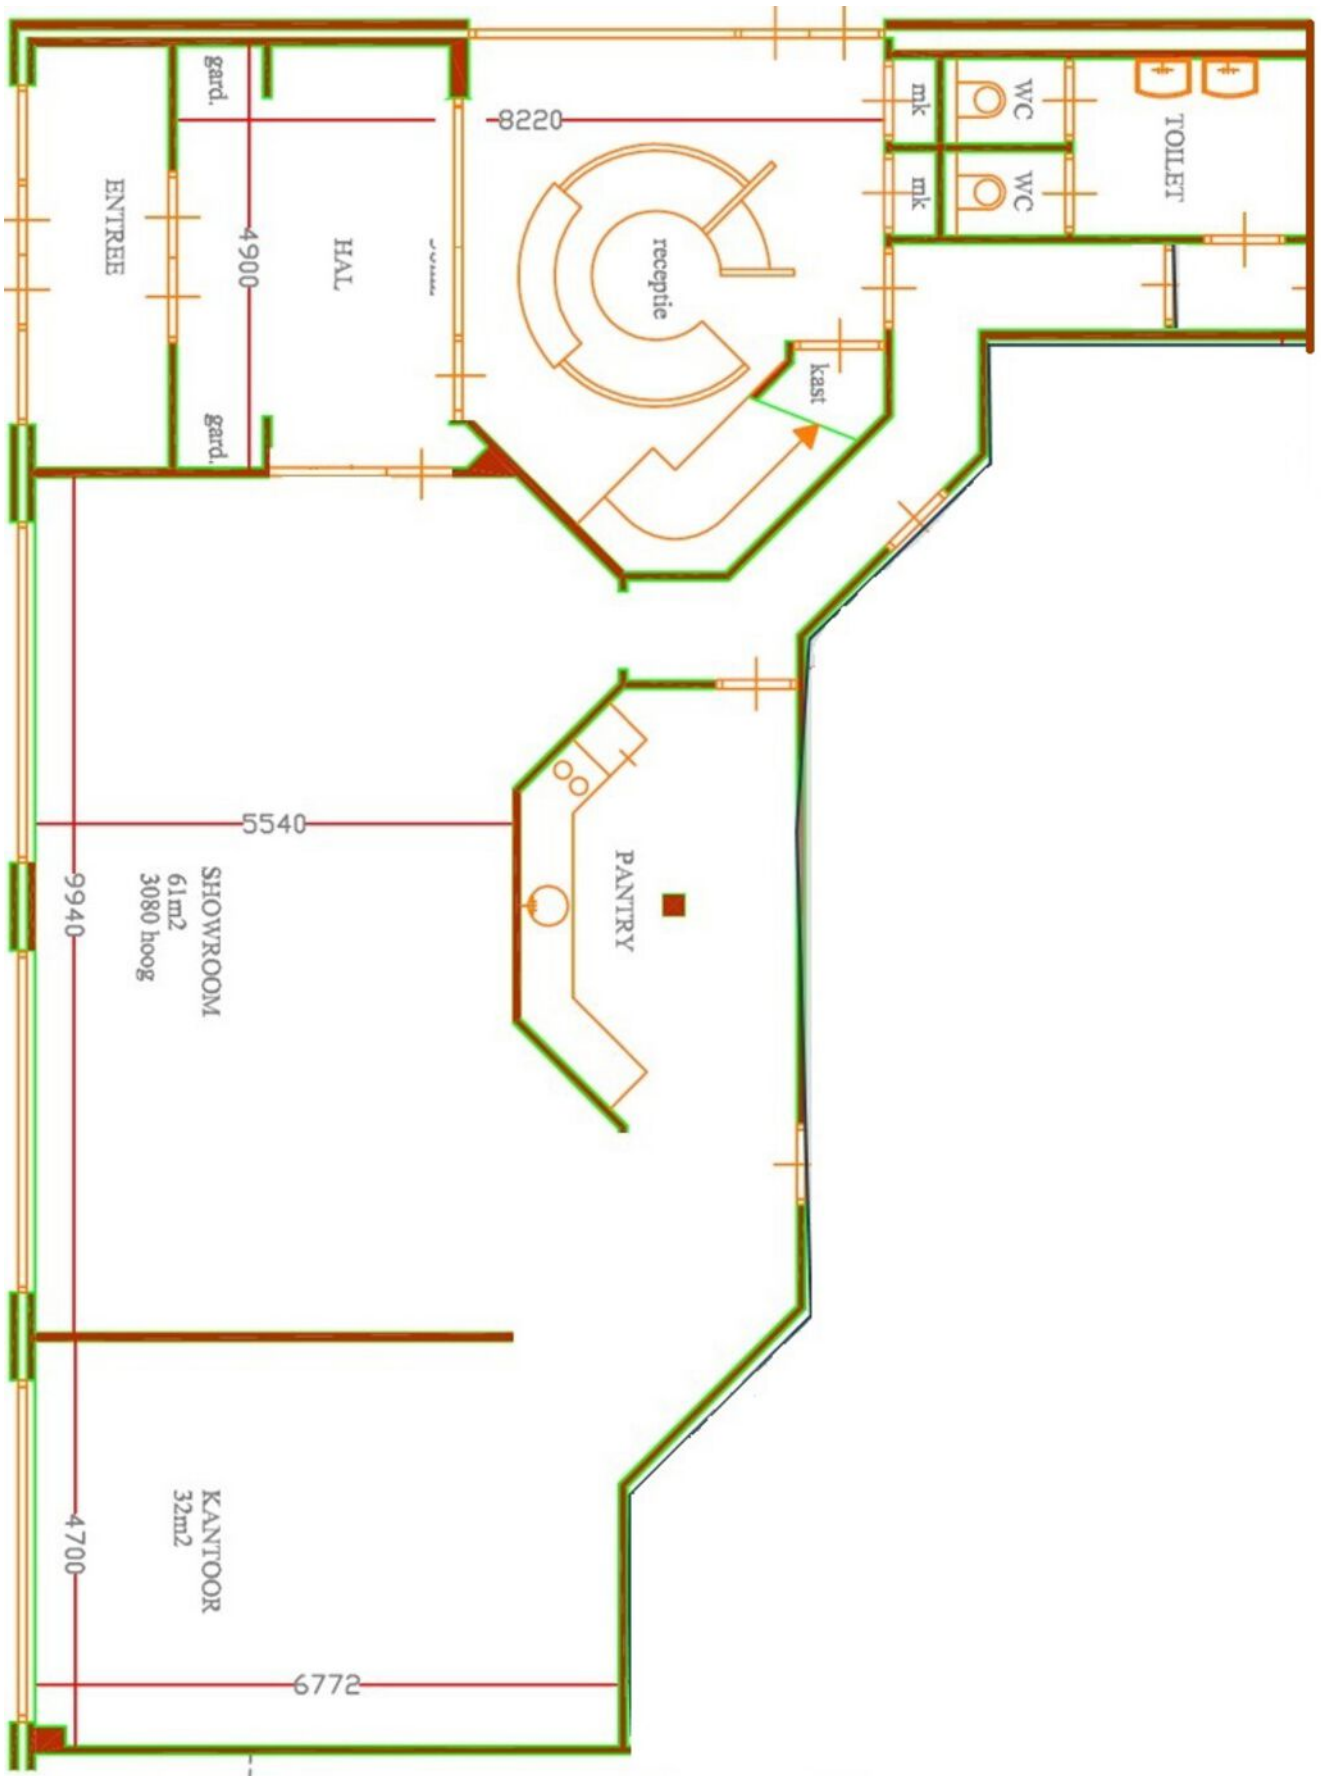 gard.
mk
WC
TOILET
8220
mk
WC
ENTREE
4900
HAL
receptie
kast
gard.
5540
PANTRY
SHOWROOM
61m2
3080 hoog
9940
KANTOOR
32m2
4700
6772